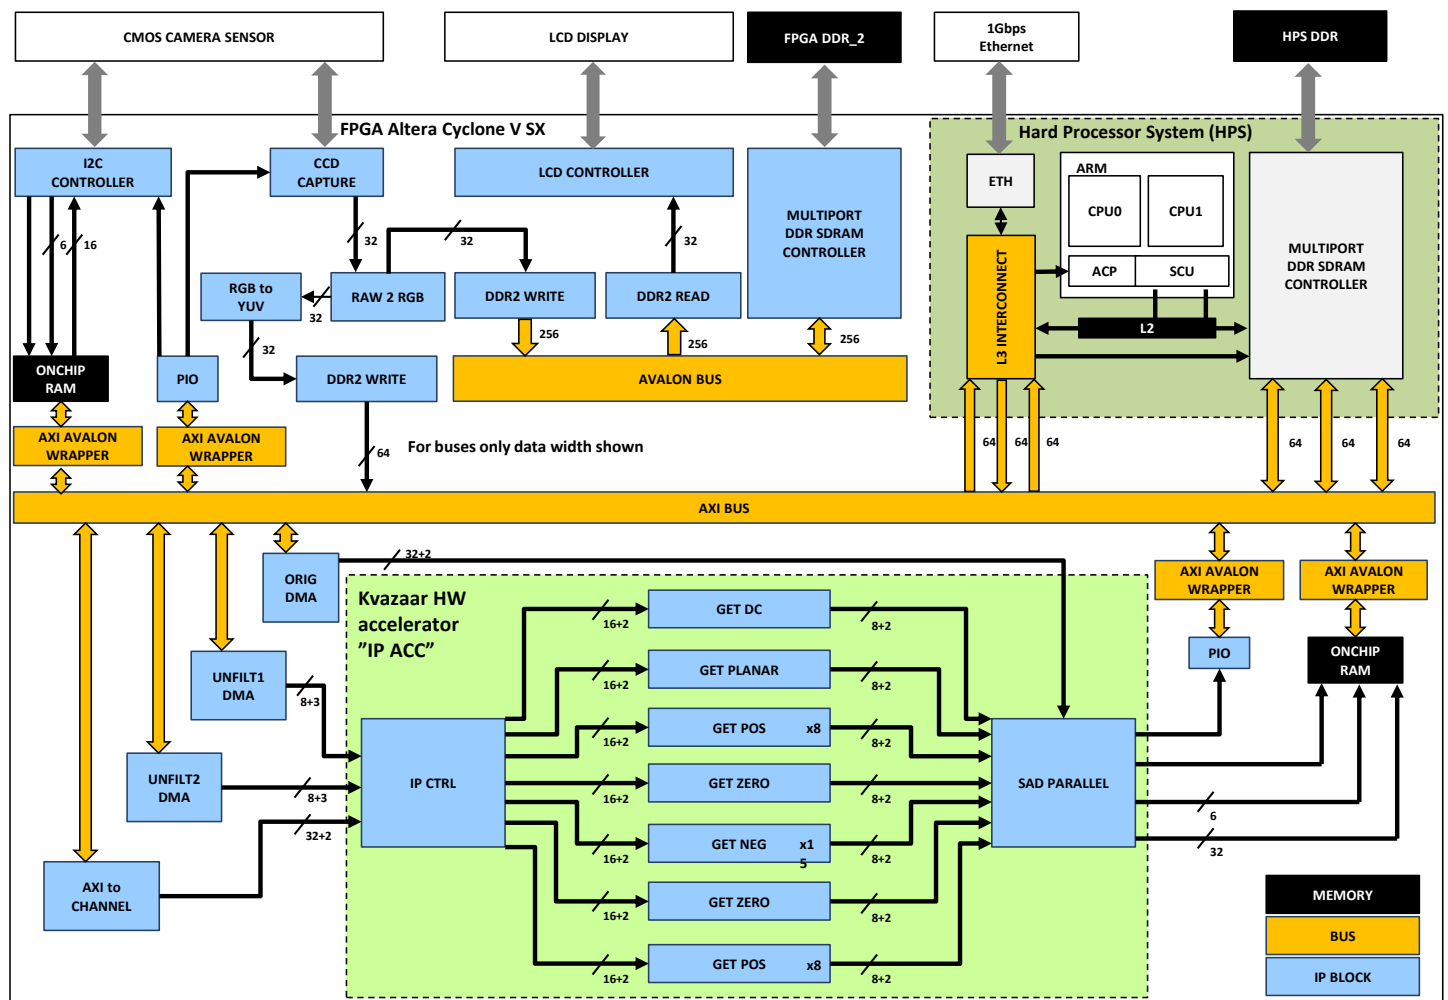 CMOS CAMERA SENSOR
LCD DISPLAY
FPGA DDR_2
1Gbps
Ethernet
HPS DDR
FPGA Altera Cyclone V SX
Hard Processor System (HPS)
I2C
CONTROLLER
CCD
CAPTURE
LCD CONTROLLER
MULTIPORT
DDR SDRAM
CONTROLLER
ETH
ARM
CPU0
CPU1
ACP
SCU
L2
L3 INTERCONNECT
MULTIPORT
DDR SDRAM
CONTROLLER
6
16
32
32
32
RGB to
YUV
32
RAW 2 RGB
DDR2 WRITE
DDR2 READ
32
256
256
256
ONCHIP
RAM
PIO
DDR2 WRITE
AVALON BUS
AXI AVALON
WRAPPER
AXI AVALON
WRAPPER
64
For buses only data width shown
64
64
64
64
64
64
AXI BUS
ORIG
DMA
32+2
AXI AVALON
WRAPPER
AXI AVALON
WRAPPER
Kvazaar HW
accelerator
”IP ACC”
16+2
GET DC
8+2
UNFILT1
DMA
8+3
16+2
GET PLANAR
8+2
PIO
ONCHIP
RAM
16+2
GET POS
x8
8+2
UNFILT2
DMA
8+3
IP CTRL
16+2
GET ZERO
8+2
SAD PARALLEL
6
32+2
16+2
GET NEG
x1
5
8+2
32
AXI to
CHANNEL
16+2
GET ZERO
8+2
16+2
GET POS
x8
8+2
MEMORY
BUS
IP BLOCK